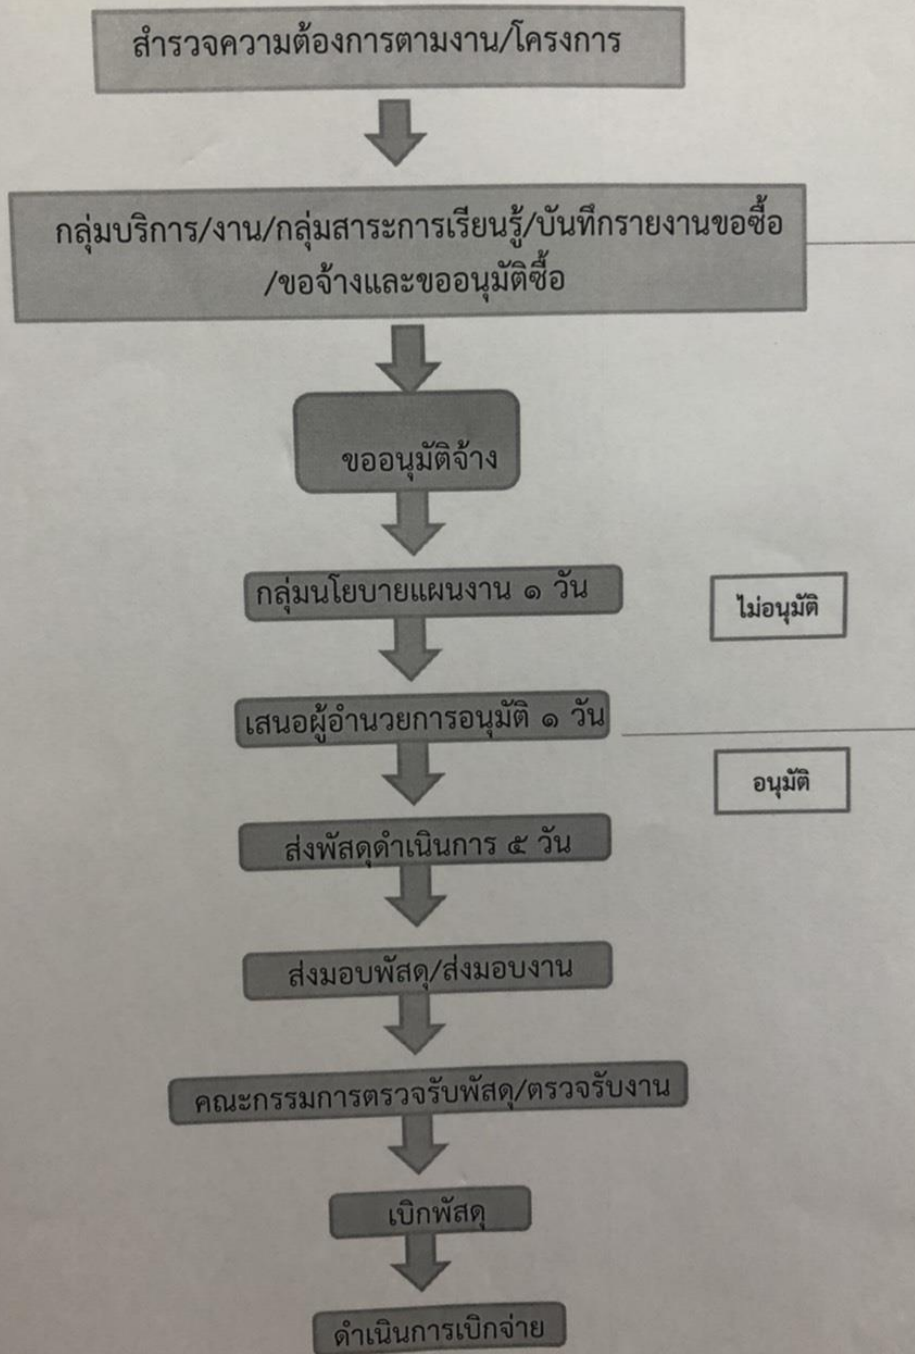 สำรวจความต้องการตามงาน/โครงการ
กลุ่มบริการ/งาน/กลุ่มสาระการเรียนรู้/บันทึกรายงานขอซื้อ
/ขอจ้างและขออนุมัติซื้อ
ขออนุมัติจ้าง
กลุ่มนโยบายแผนงาน ๑ วัน
ไม่อนุมัติ
เสนอผู้อำนวยการอนุมัติ ๑ วัน
อนุมัติ
ส่งพัสดุดำเนินการ ๕ วัน
ส่งมอบพัสดุ/ส่งมอบงาน
คณะกรรมการตรวจรับพัสดุ/ตรวจรับงาน
เบิกพัสดุ
ดำเนินการเบิกจ่าย